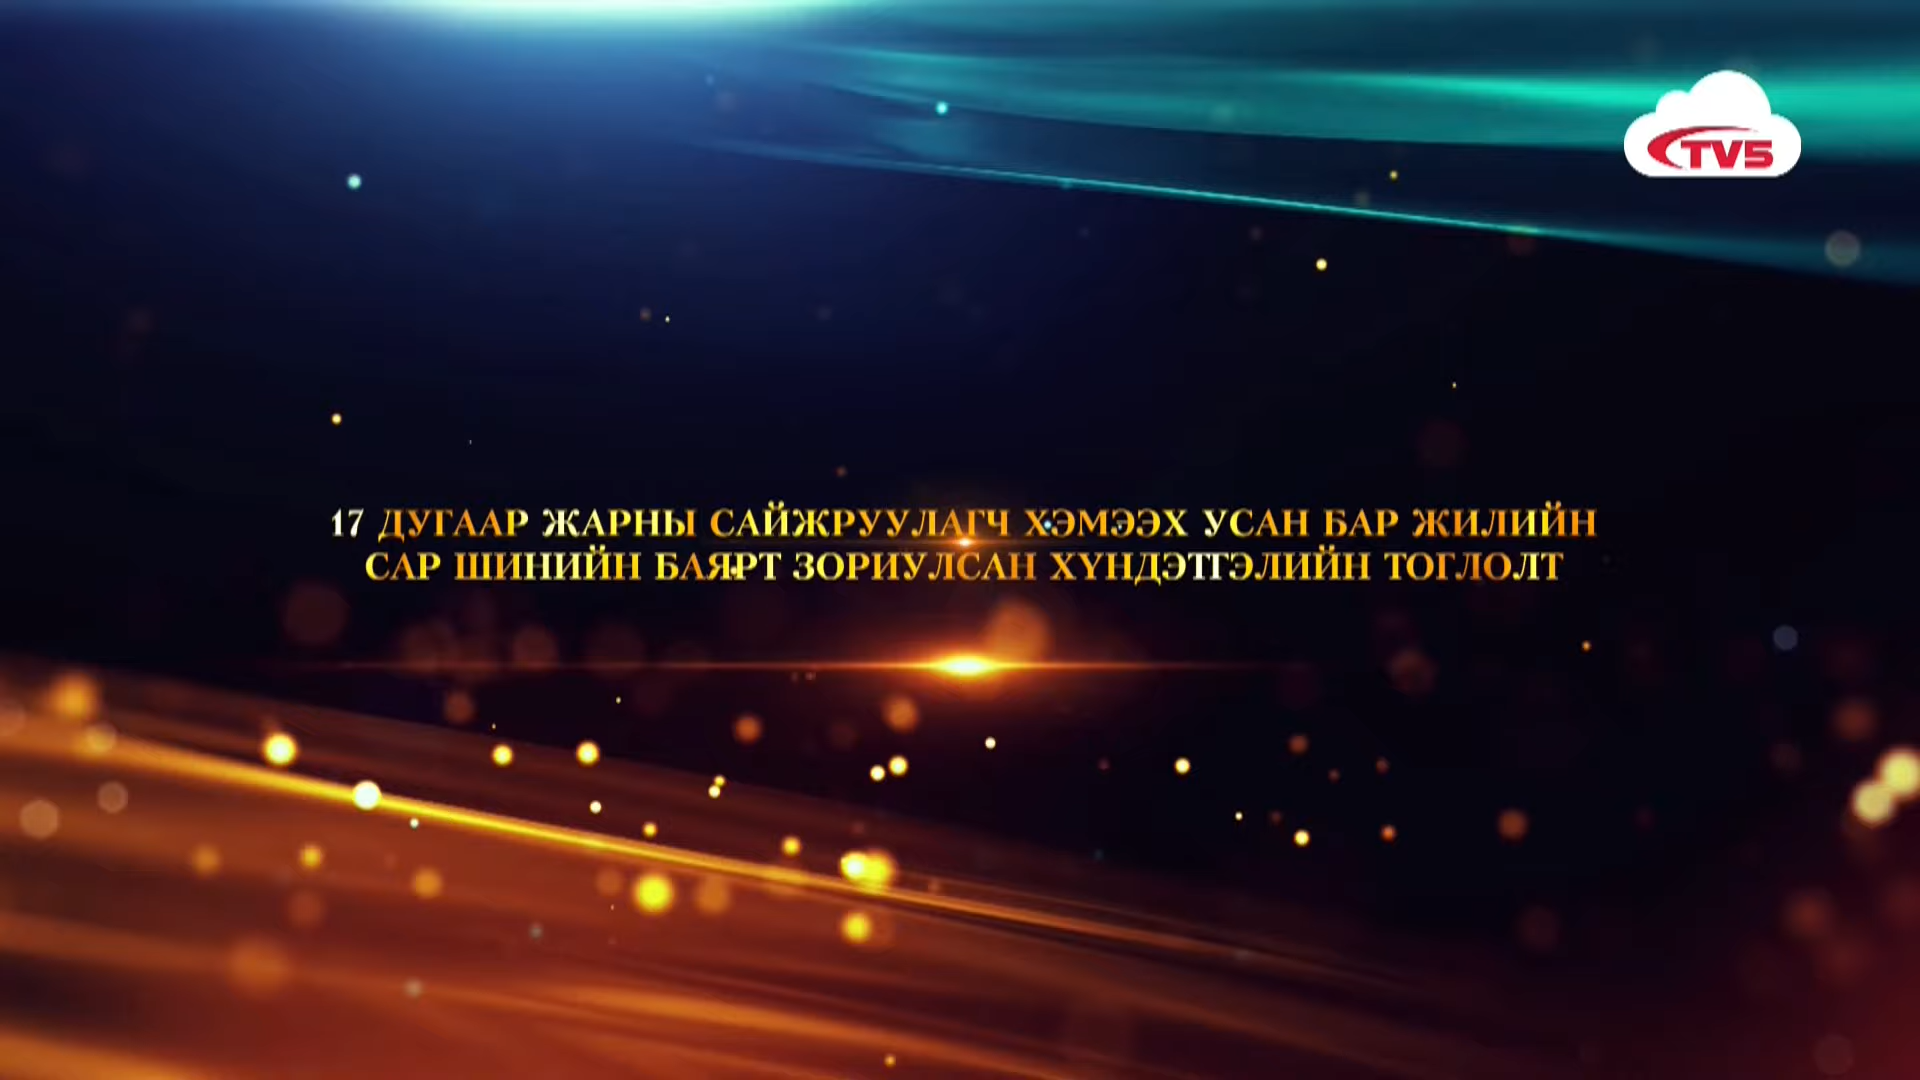 TV5
17 ДУГААР ЖАРНЫ САЙЖРУУЛАГЧ ХЭМЭЭХ УСАН БАР ЖИЛИЙН
САР ШИНИЙН БАЯРТ ЗОРИУЛСАН ХҮНДЭТГЭЛИЙН ТОГЛОЛТ